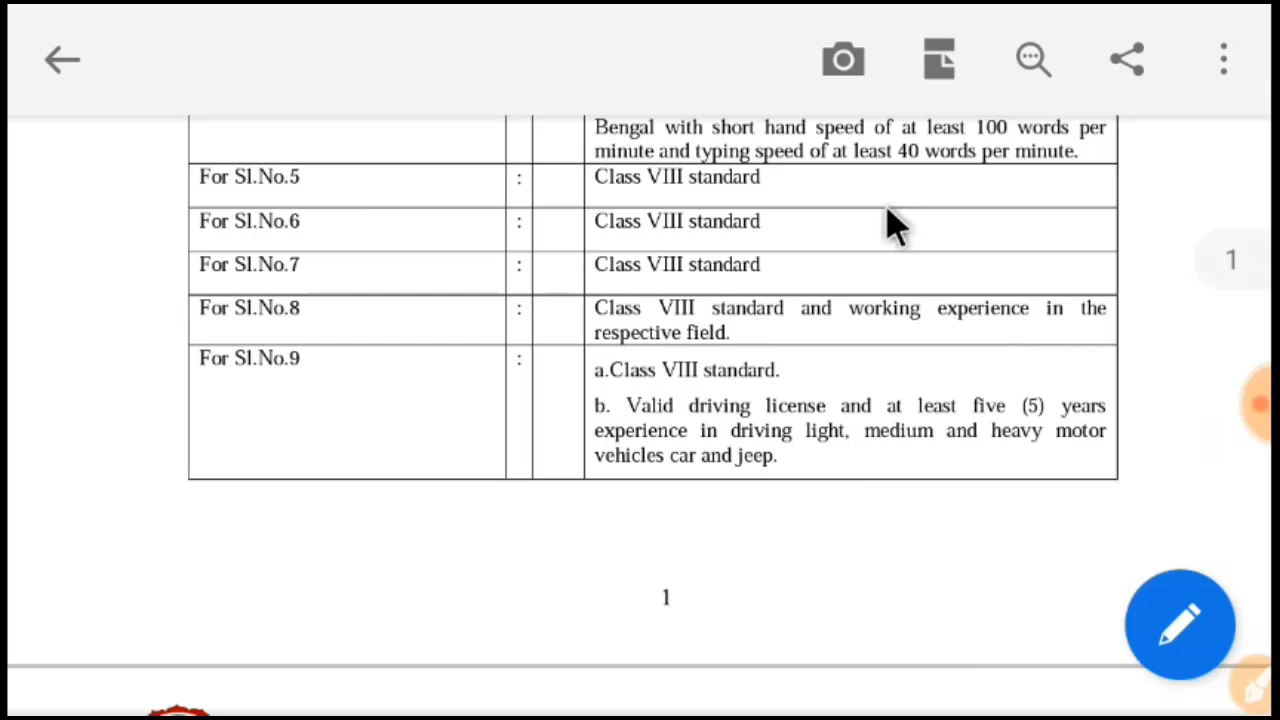 1
Bengal with short hand speed of at least 100 words per
minute and typing speed of at least 40 words per minute.
For Sl.No.5 : Class VIII standard
For Sl.No.6 : Class VIII standard
For Sl.No.7 : Class VIII standard
For Sl.No.8 : Class VIII standard and working experience in the
respective field.
For Sl.No.9 : a.Class VIII standard.
b. Valid driving license and at least five (5) years
experience in driving light, medium and heavy motor
vehicles car and jeep.
1